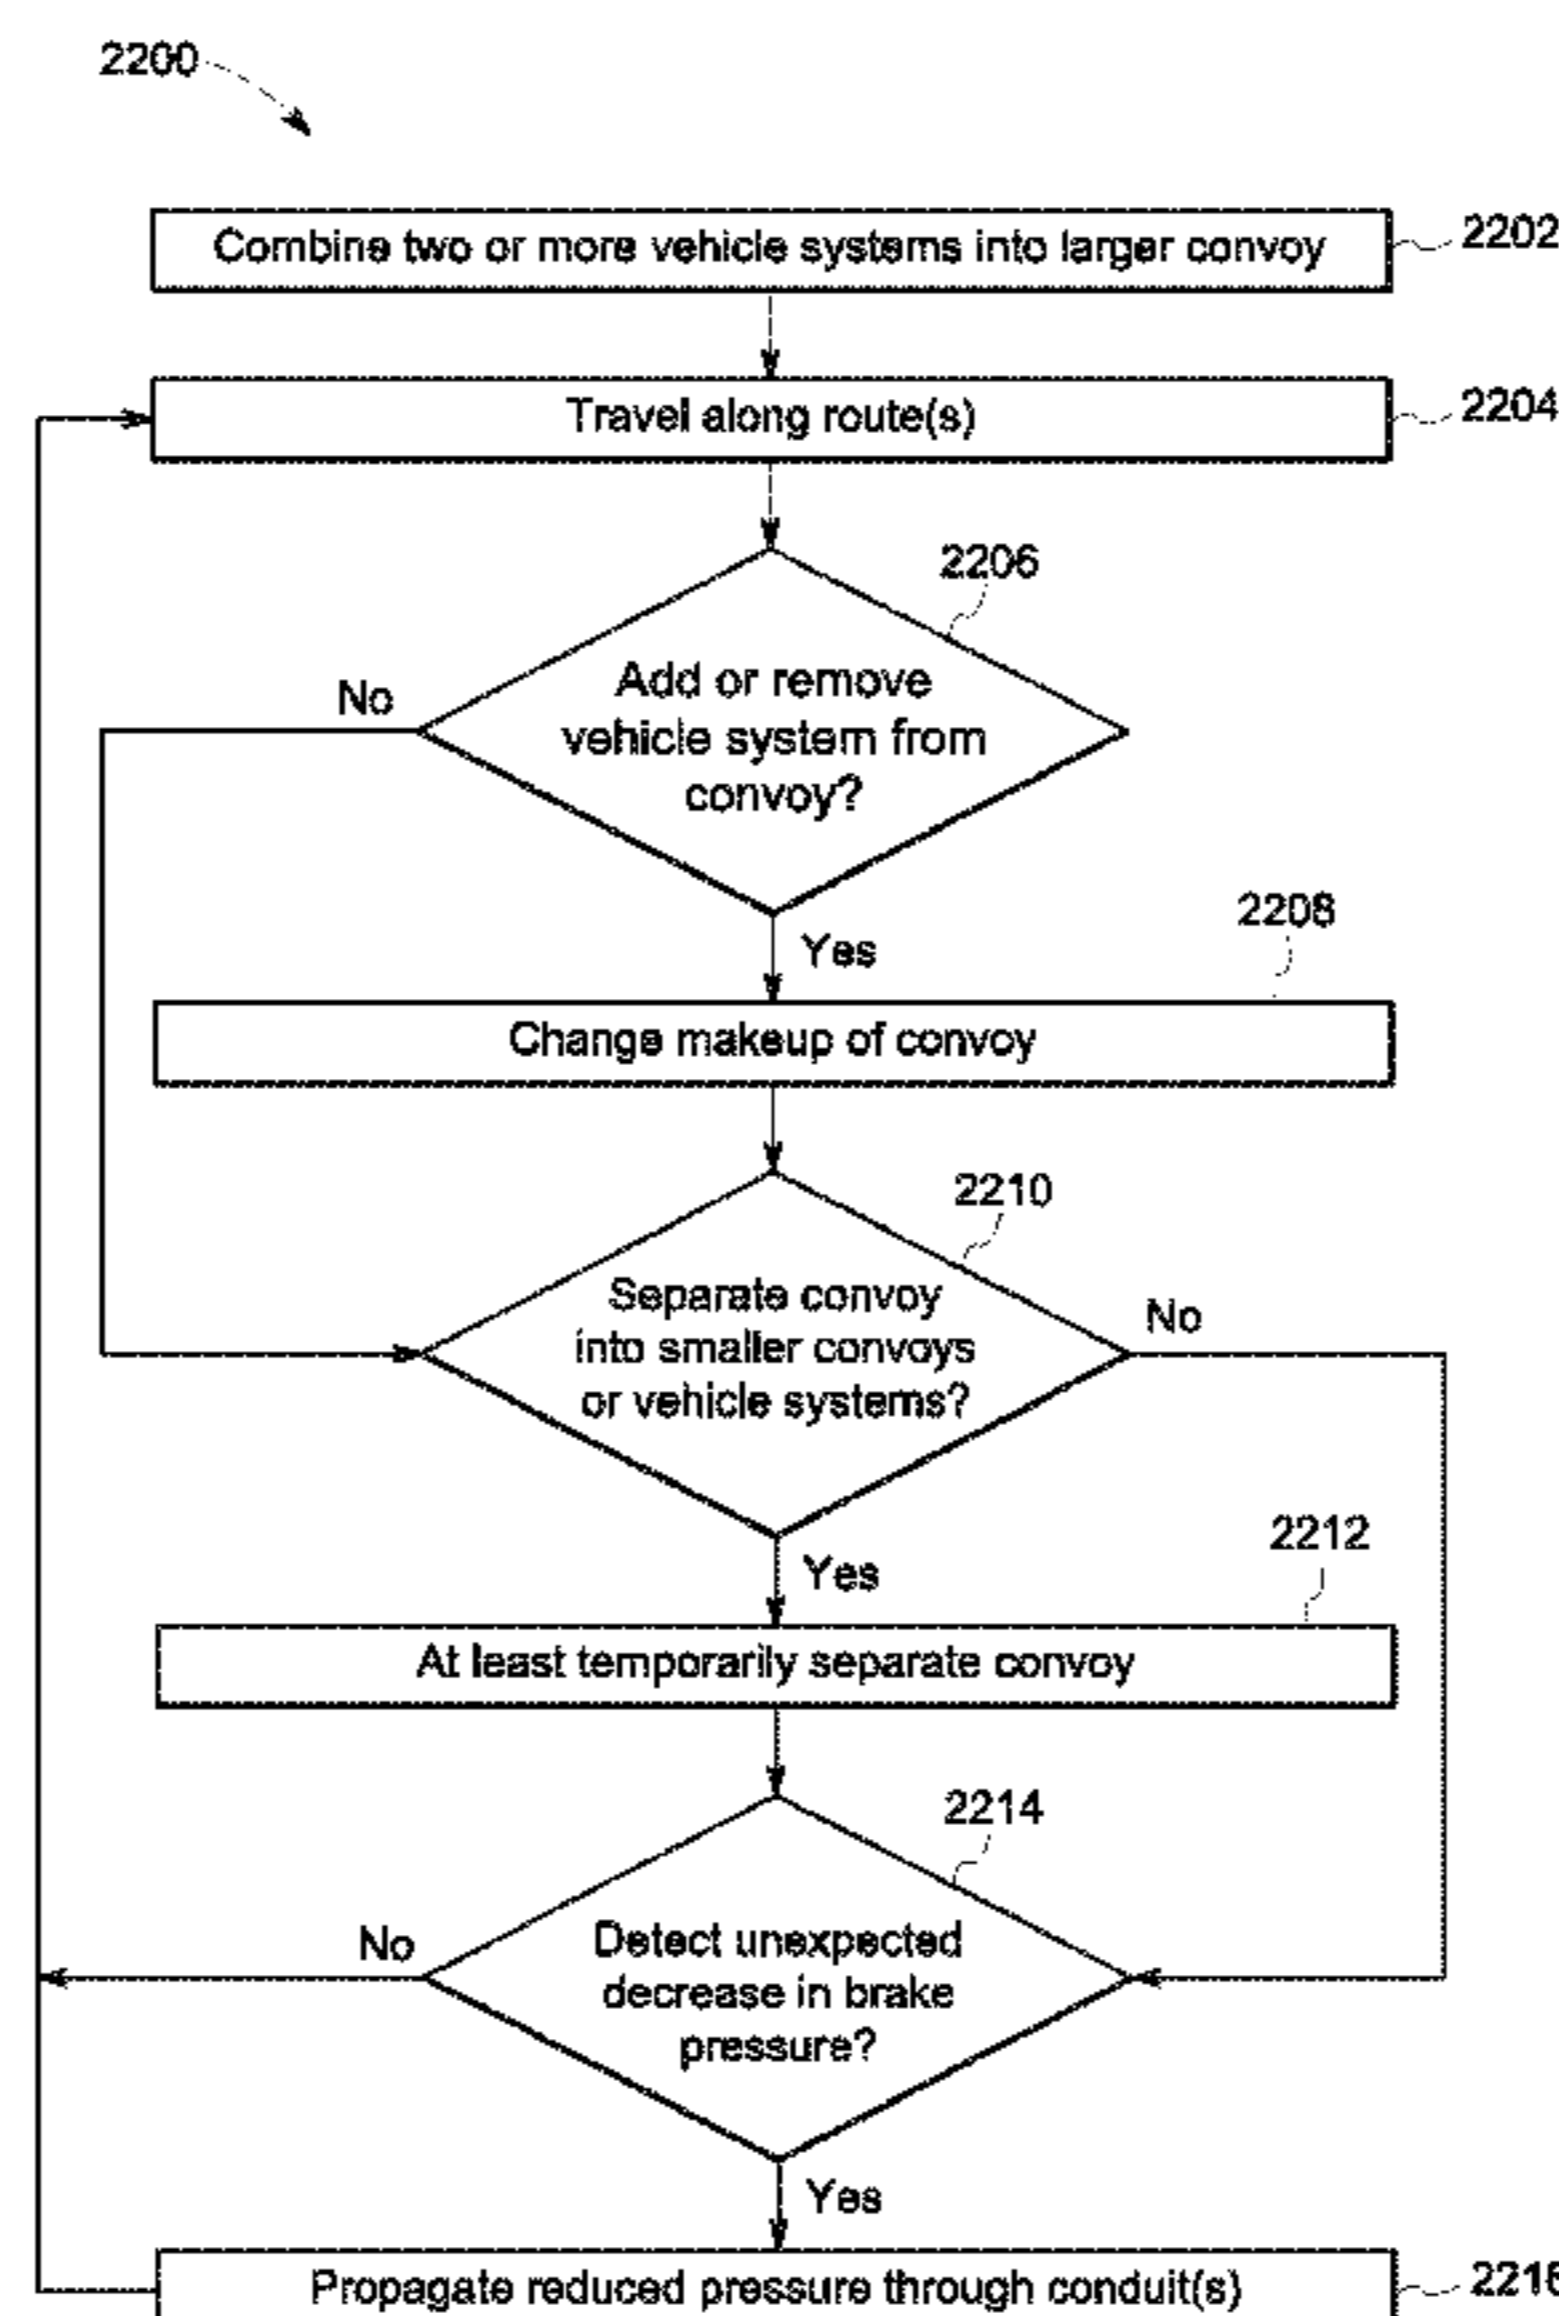 2200
Combine two or more vehicle systems into larger convoy
2202
Travel along route(s)
2204
2206
Add or remove
vehicle system from
convoy?
No
Yes
2208
Change makeup of convoy
2210
Separate convoy
into smaller convoys
or vehicle systems?
No
Yes
2212
At least temporarily separate convoy
2214
Detect unexpected
decrease in brake
pressure?
No
Yes
Propagate reduced pressure through conduit(s)
2216